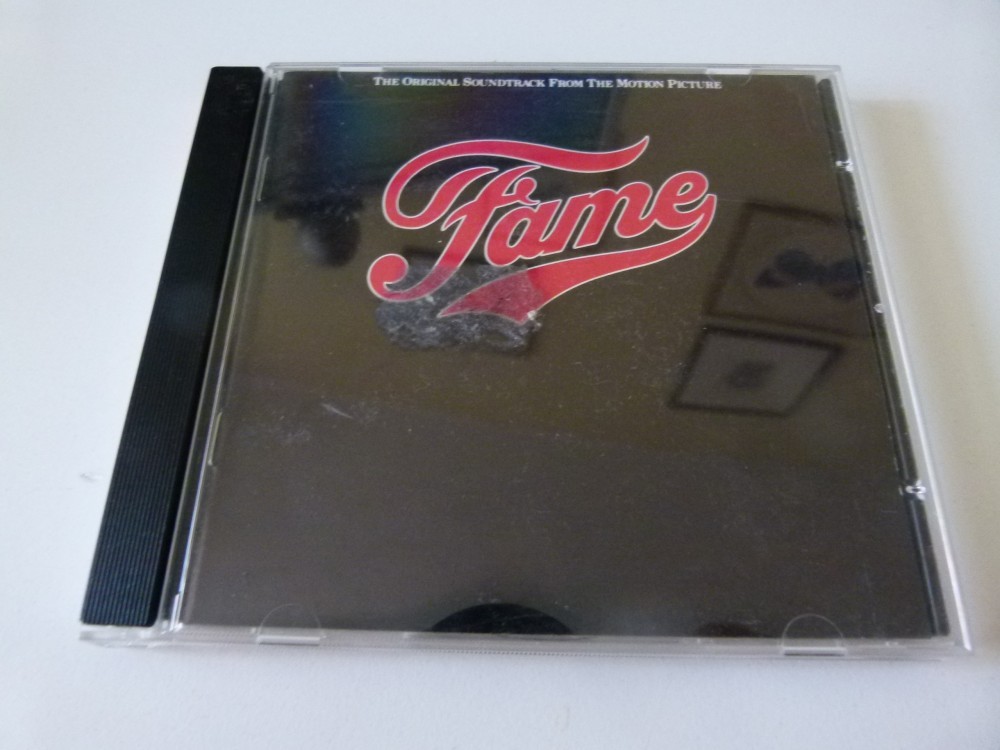 THE ORIGINAL SOUNDTRACK FROM THE MOTION PICTURE
Fame